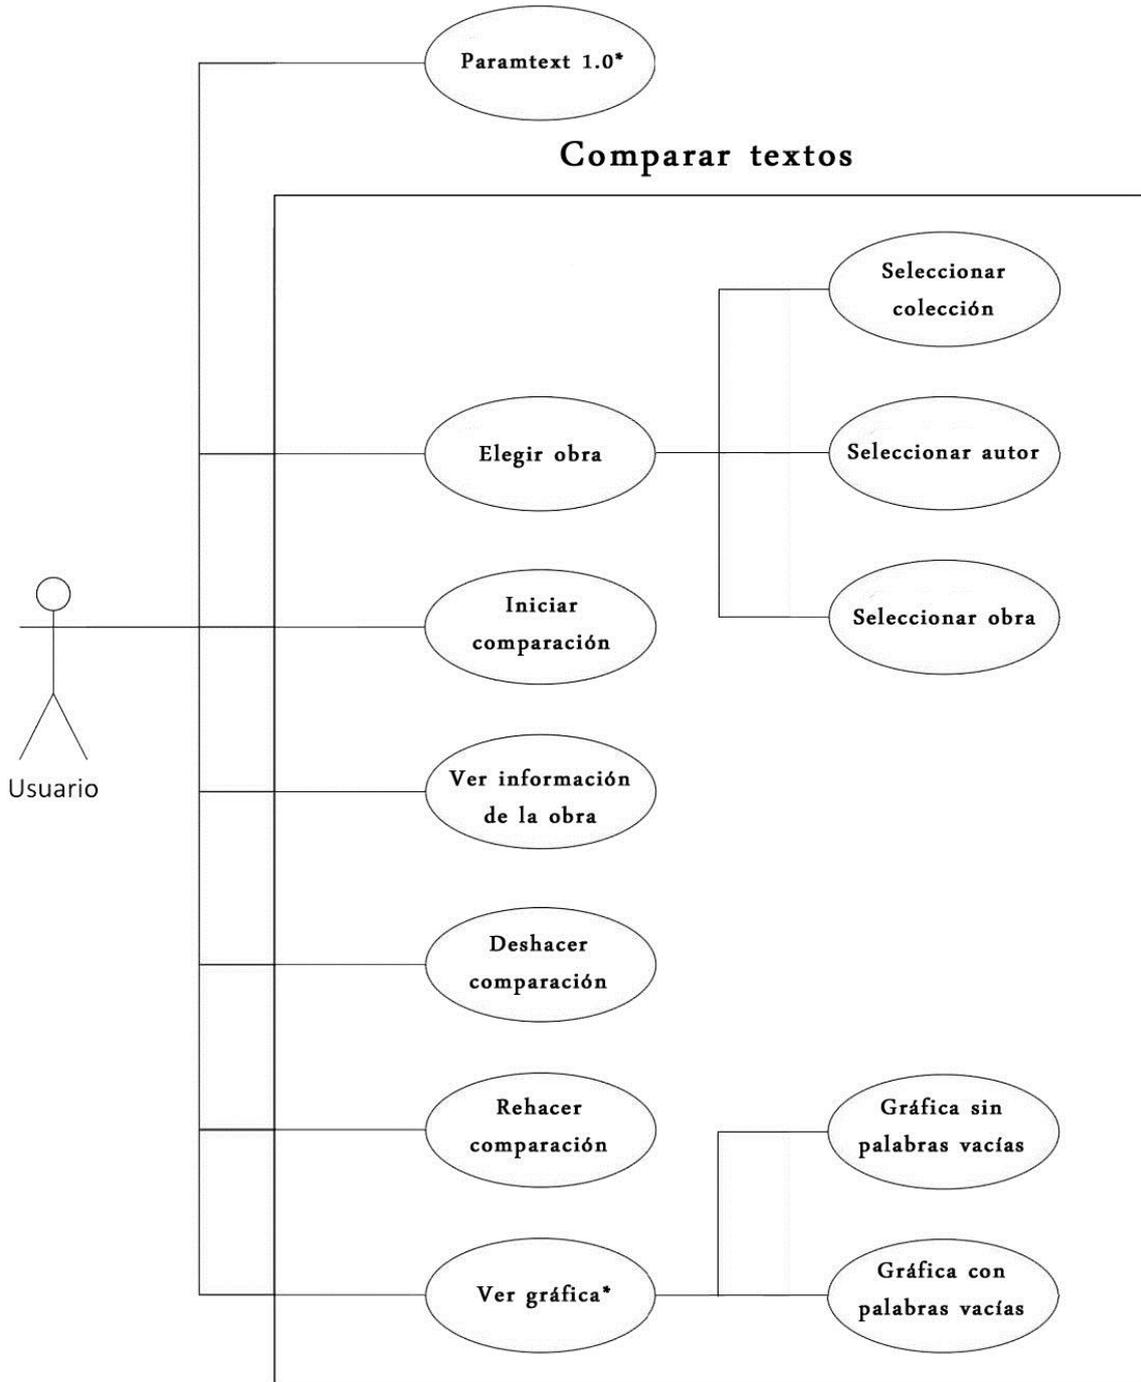 Paramtext 1.0*
Comparar textos
Seleccionar
colección
Elegir obra
Seleccionar autor
Iniciar
comparación
Seleccionar obra
Usuario
Ver información
de la obra
Deshacer
comparación
Rehacer
comparación
Gráfica sin
palabras vacías
Ver gráfica*
Gráfica con
palabras vacías